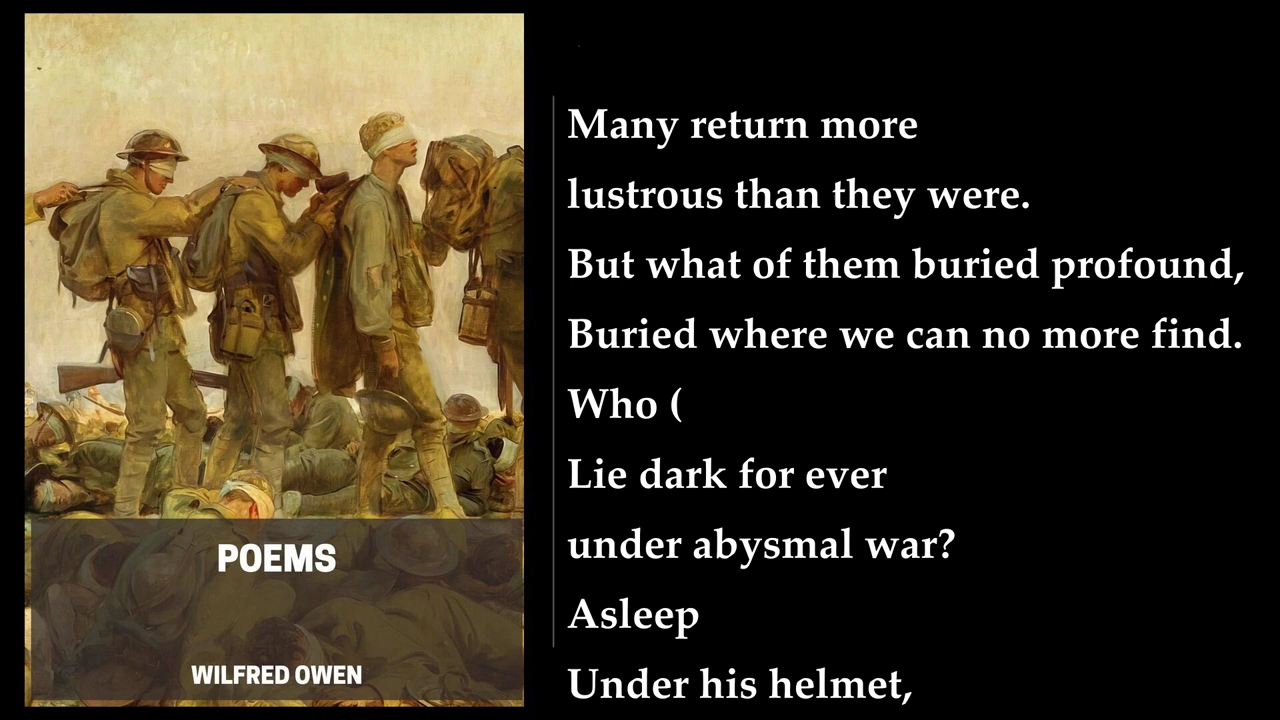 POEMS
WILFRED OWEN
Many return more
lustrous than they were.
But what of them buried profound,
Buried where we can no more find.
Who (
Lie dark for ever
under abysmal war?
Asleep
Under his helmet,